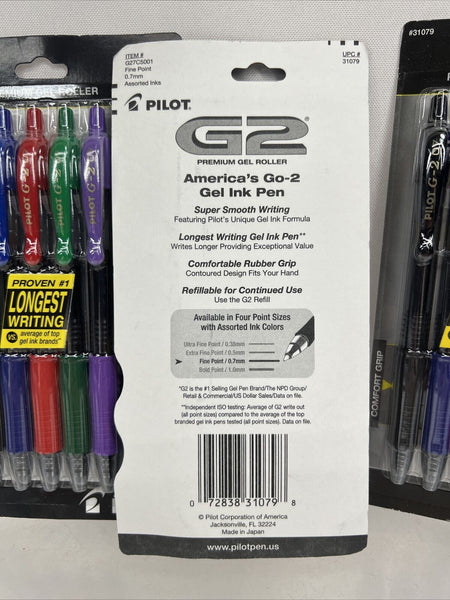 ITEM #
G27C5001
Fine Point
0.7mm
Assorted Inks
UPC #
31079
PILOT
G2®
PREMIUM GEL ROLLER
America's Go-2
Gel Ink Pen
Super Smooth Writing
Featuring Pilot's Unique Gel Ink Formula
Longest Writing Gel Ink Pen**
Writes Longer Providing Exceptional Value
Comfortable Rubber Grip
Contoured Design Fits Your Hand
Refillable for Continued Use
Use the G2 Refill
Available in Four Point Sizes
with Assorted Ink Colors
Ultra Fine Point / 0.38mm
Extra Fine Point / 0.5mm
Fine Point / 0.7mm
Bold Point / 1.0mm
*G2 is the #1 Selling Gel Pen Brand/The NPD Group/
Retail & Commercial/US Dollar Sales/Data on file.
*Independent ISO testing: Average of G2 write out
(all point sizes) compared to the average of the top
branded gel ink pens tested (all point sizes). Data on file.
0 72838 31079 8
© Pilot Corporation of America
Jacksonville, FL 32224
Made in Japan
www.pilotpen.us
PREMIUM GEL ROLLER
PILOT G-2
PILOT G-2
PILOT G-2
PROVEN #1
LONGEST
WRITING
VS average of top
gel ink brands**
#31079
PILOT G-2
COMFORT GRIP